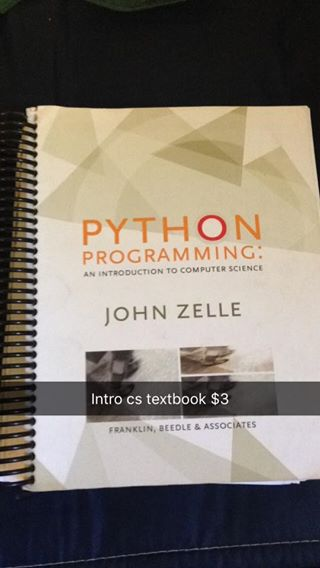 PYTHON
PROGRAMMING:
AN INTRODUCTION TO COMPUTER SCIENCE
JOHN ZELLE
Intro cs textbook $3
FRANKLIN, BEEDLE & ASSOCIATES